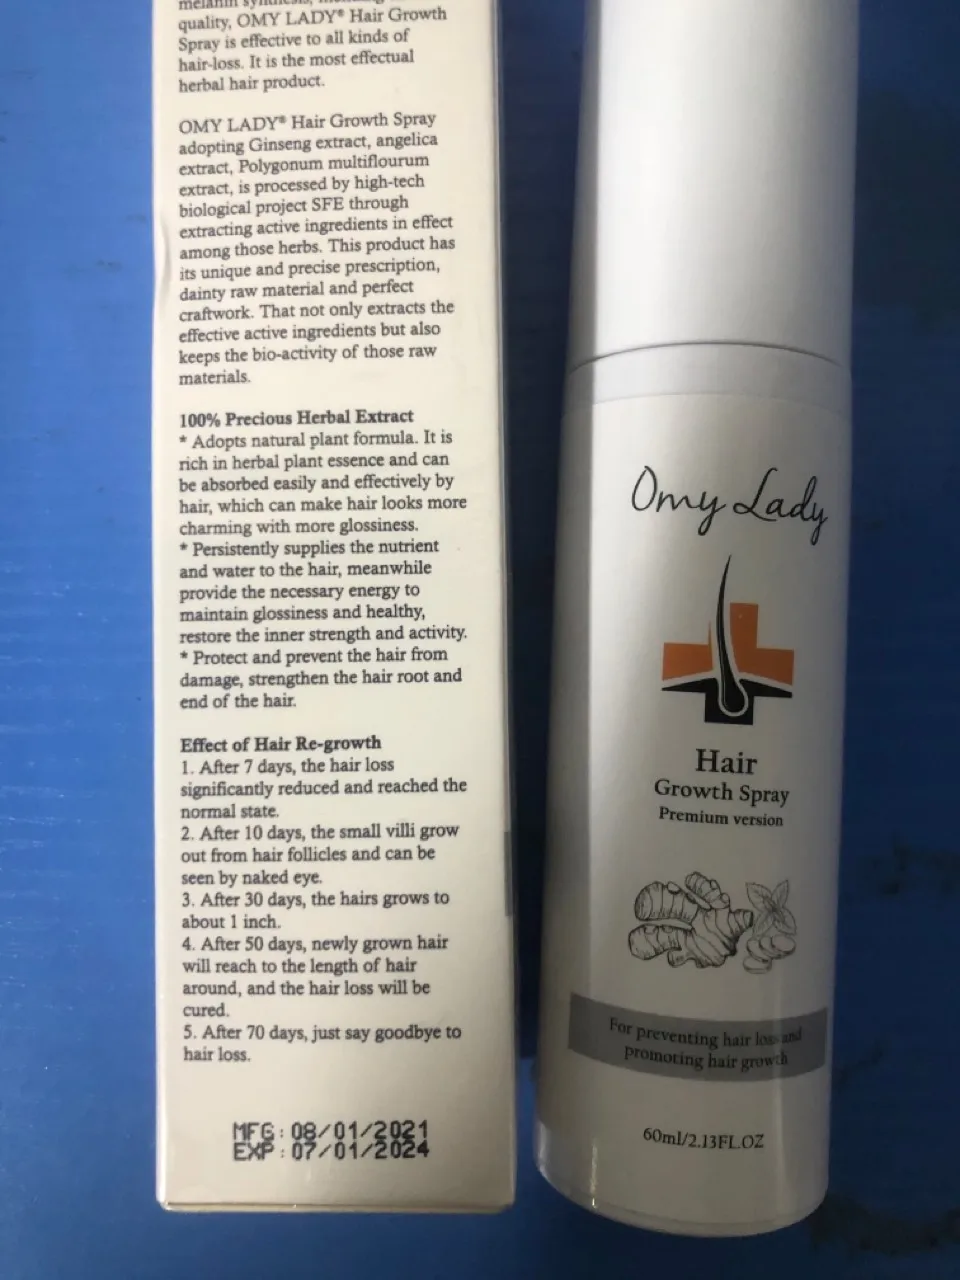 melanin synthesis,
quality, OMY LADY® Hair Growth
Spray is effective to all kinds of
hair-loss. It is the most effectual
herbal hair product.
OMY LADY® Hair Growth Spray
adopting Ginseng extract, angelica
extract, Polygonum multiflourum
extract, is processed by high-tech
biological project SFE through
extracting active ingredients in effect
among those herbs. This product has
its unique and precise prescription,
dainty raw material and perfect
craftwork. That not only extracts the
effective active ingredients but also
keeps the bio-activity of those raw
materials.
100% Precious Herbal Extract
* Adopts natural plant formula. It is
rich in herbal plant essence and can
be absorbed easily and effectively by
hair, which can make hair looks more
charming with more glossiness.
* Persistently supplies the nutrient
and water to the hair, meanwhile
provide the necessary energy to
maintain glossiness and healthy,
restore the inner strength and activity.
* Protect and prevent the hair from
damage, strengthen the hair root and
end of the hair.
Effect of Hair Re-growth
1. After 7 days, the hair loss
significantly reduced and reached the
normal state.
2. After 10 days, the small villi grow
out from hair follicles and can be
seen by naked eye.
3. After 30 days, the hairs grows to
about 1 inch.
4. After 50 days, newly grown hair
will reach to the length of hair
around, and the hair loss will be
cured.
5. After 70 days, just say goodbye to
hair loss.
MFG: 08/01/2021
EXP: 07/01/2024
Omy Lady
Hair
Growth Spray
Premium version
For preventing hair loss and
promoting hair growth
60ml/2.13FL.OZ